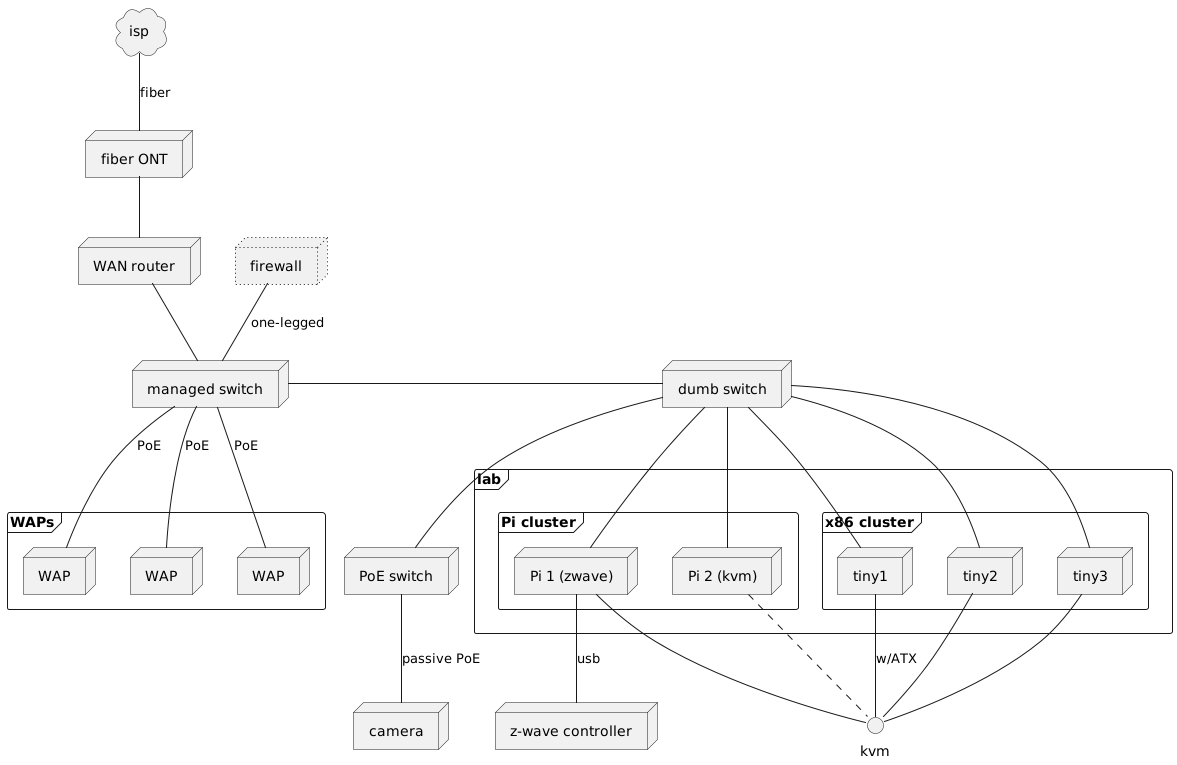 isp
fiber
fiber ONT
WAN router
firewall
one-legged
managed switch
dumb switch
PoE
PoE
PoE
lab
WAPs
Pi cluster
x86 cluster
WAP
WAP
WAP
PoE switch
Pi 1 (zwave)
Pi 2 (kvm)
tiny1
tiny2
tiny3
passive PoE
usb
w/ATX
camera
z-wave controller
kvm